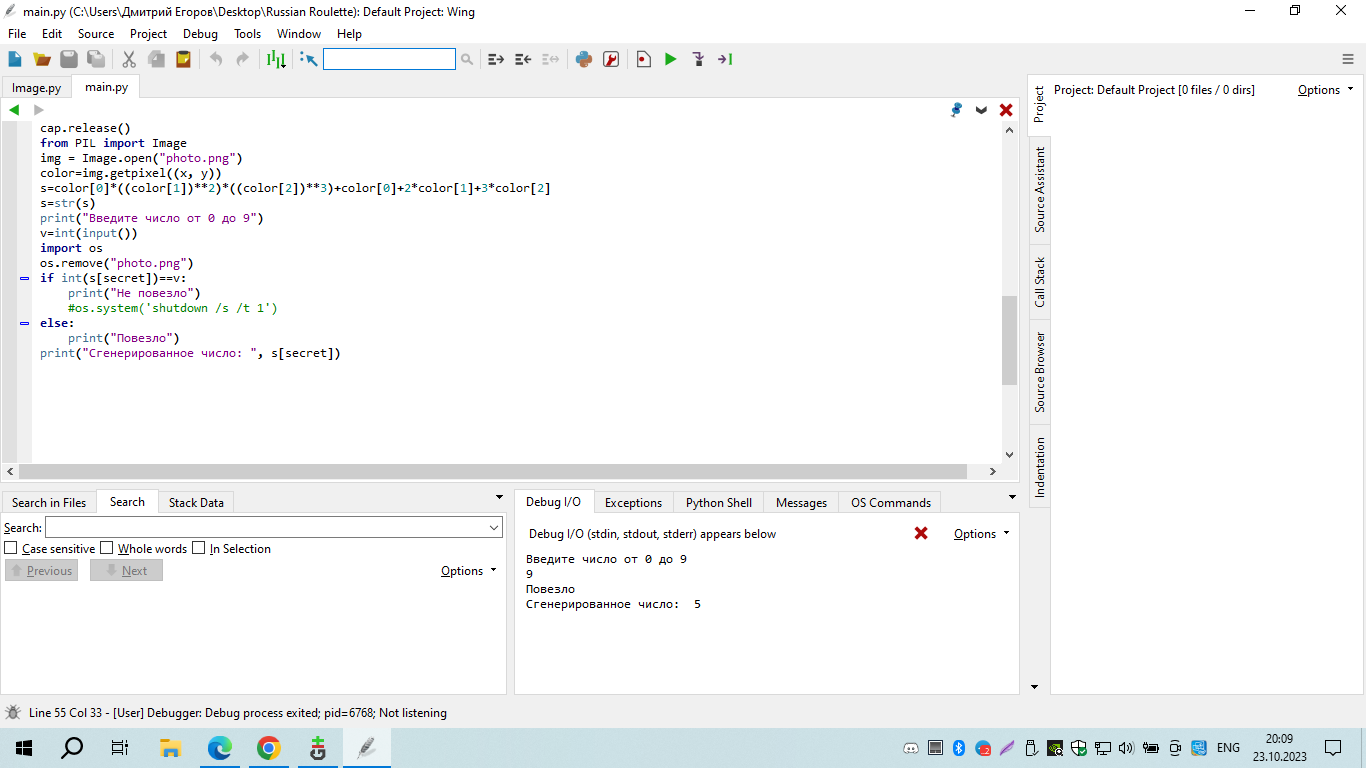 main.py (C:\Users\Дмитрий Егоров\Desktop\Russian Roulette): Default Project: Wing
File Edit Source Project Debug Tools Window Help
Image.py main.py
cap.release()
from PIL import Image
img = Image.open("photo.png")
color=img.getpixel((x, y))
s=color[0]*((color[1])**2)*((color[2])**3)+color[0]+2*color[1]+3*color[2]
s=str(s)
print("Введите число от 0 до 9")
v=int(input())
import os
os.remove("photo.png")
if int(s[secret])==v:
    print("Не повезло")
    #os.system('shutdown /s /t 1')
else:
    print("Повезло")
print("Сгенерированное число: ", s[secret])
Project: Default Project [0 files / 0 dirs] Options
Project
Source Assistant
Call Stack
Source Browser
Indentation
Search in Files Search Stack Data
Search:
Case sensitive Whole words In Selection
Previous Next Options
Debug I/O Exceptions Python Shell Messages OS Commands
Debug I/O (stdin, stdout, stderr) appears below Options
Введите число от 0 до 9
9
Повезло
Сгенерированное число:  5
Line 55 Col 33 - [User] Debugger: Debug process exited; pid=6768; Not listening
ENG
20:09
23.10.2023